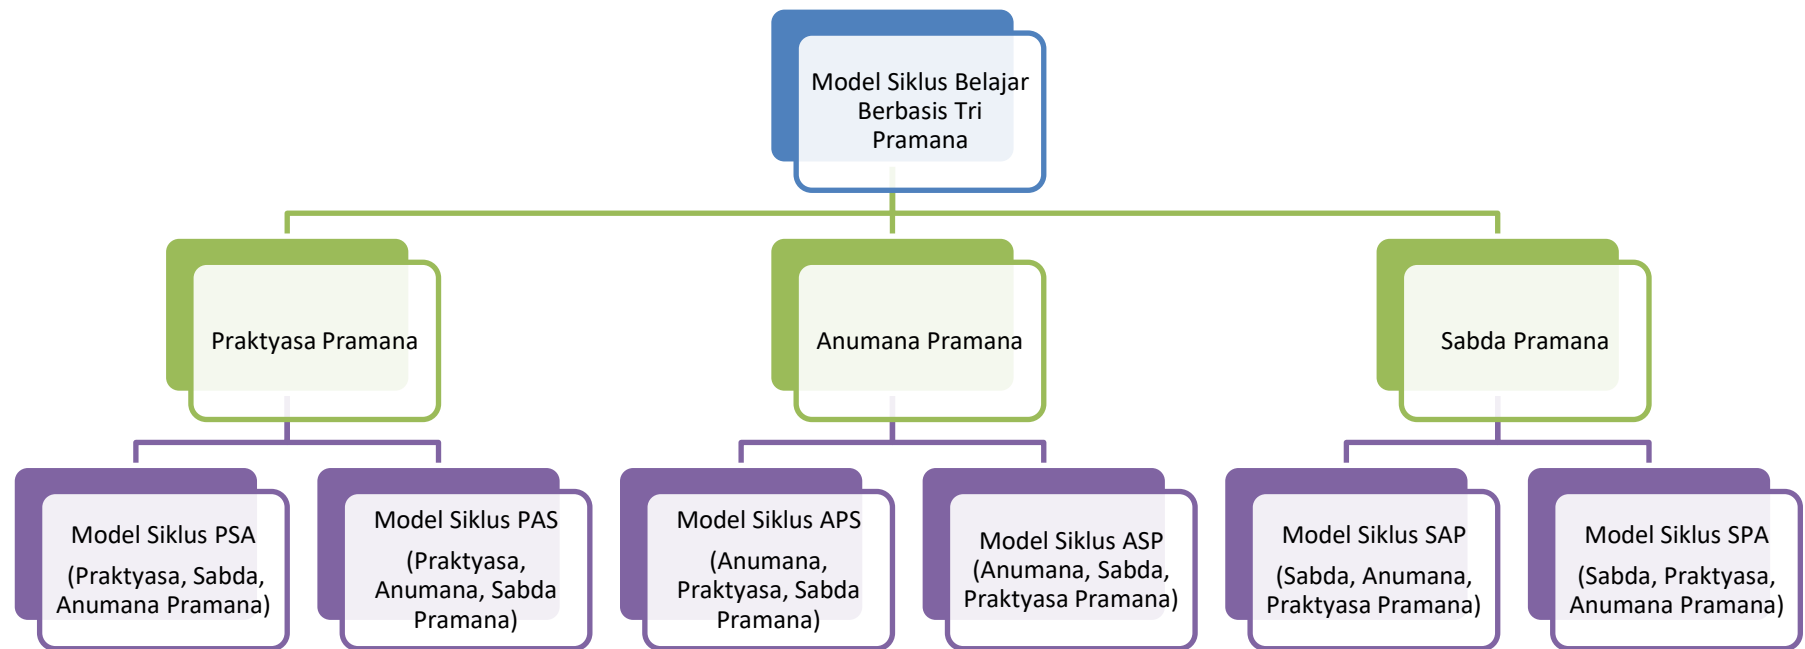 Model Siklus Belajar
Berbasis Tri
Pramana
Praktyasa Pramana
Anumana Pramana
Sabda Pramana
Model Siklus PSA
(Praktyasa, Sabda,
Anumana Pramana)
Model Siklus PAS
(Praktyasa,
Anumana, Sabda
Pramana)
Model Siklus APS
(Anumana,
Praktyasa, Sabda
Pramana)
Model Siklus ASP
(Anumana, Sabda,
Praktyasa Pramana)
Model Siklus SAP
(Sabda, Anumana,
Praktyasa Pramana)
Model Siklus SPA
(Sabda, Praktyasa,
Anumana Pramana)